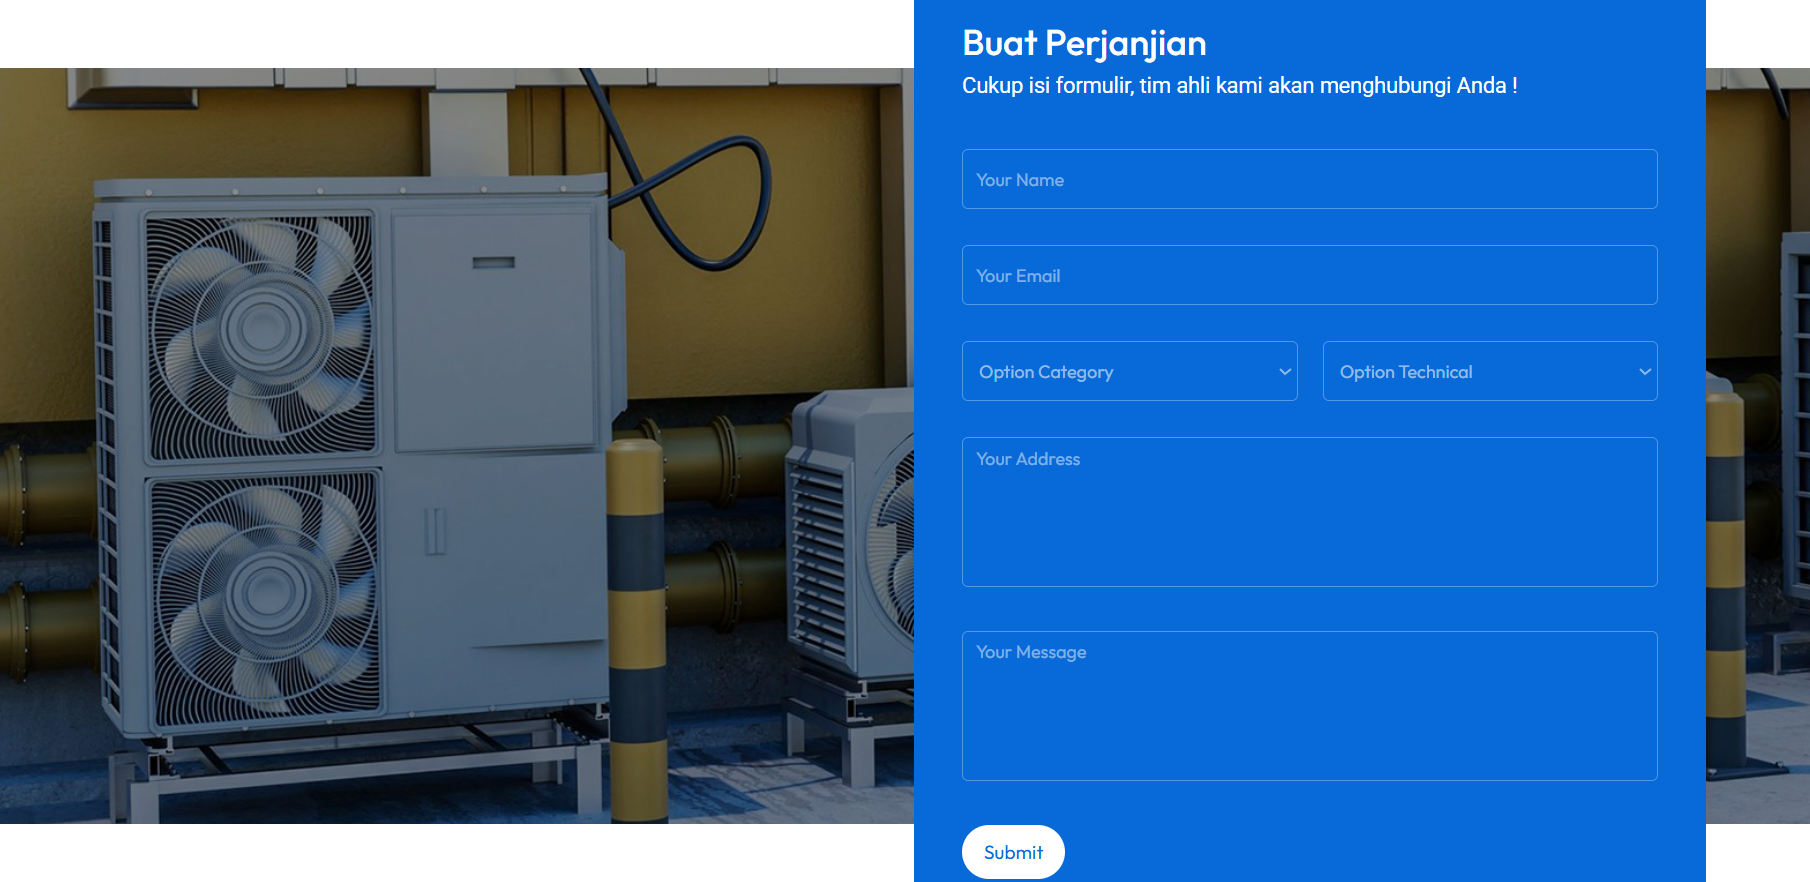 Buat Perjanjian
Cukup isi formulir, tim ahli kami akan menghubungi Anda !
Your Name
Your Email
Option Category
Option Technical
Your Address
Your Message
Submit